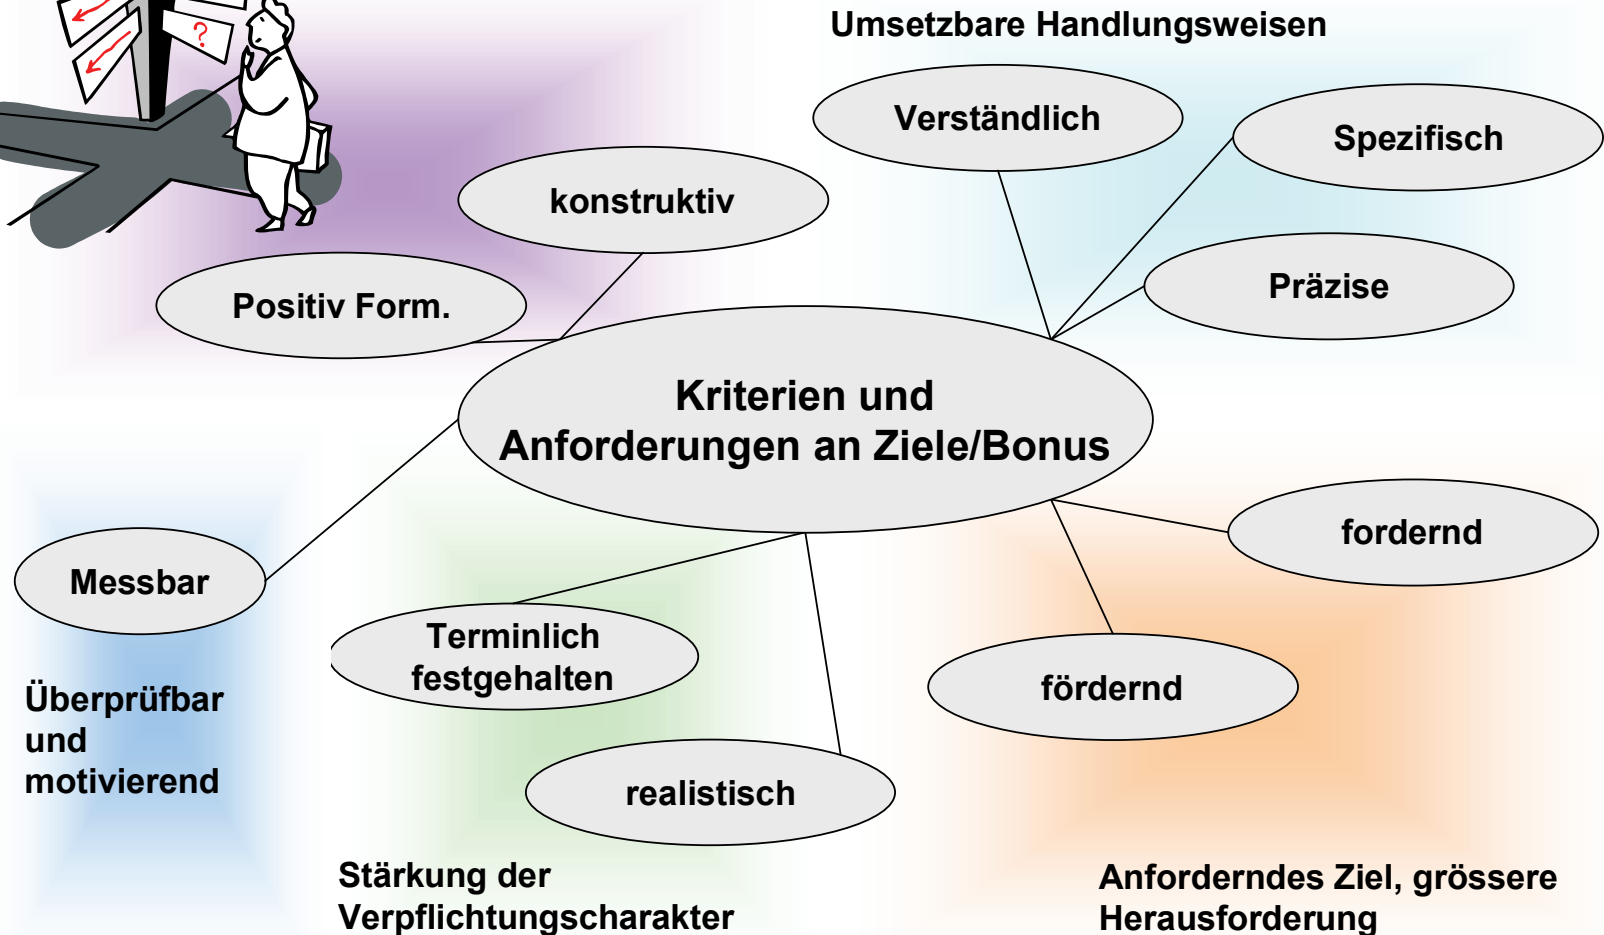 Umsetzbare Handlungsweisen
?
Verständlich
Spezifisch
konstruktiv
Präzise
Positiv Form.
Kriterien und
Anforderungen an Ziele/Bonus
fordernd
Messbar
Terminlich
festgehalten
fördernd
Überprüfbar
und
motivierend
realistisch
Stärkung der
Verpflichtungscharakter
Anforderndes Ziel, grössere
Herausforderung